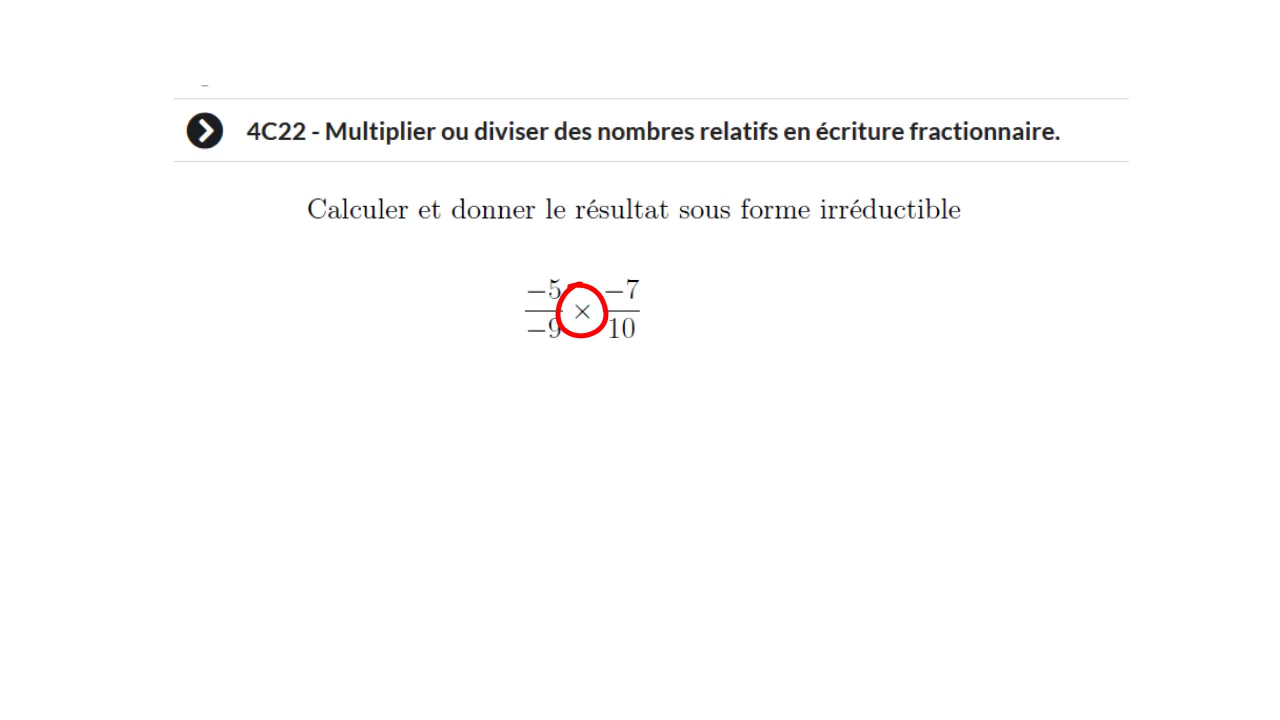 4C22 - Multiplier ou diviser des nombres relatifs en écriture fractionnaire.
Calculer et donner le résultat sous forme irréductible
−5 −7
×
−9 10